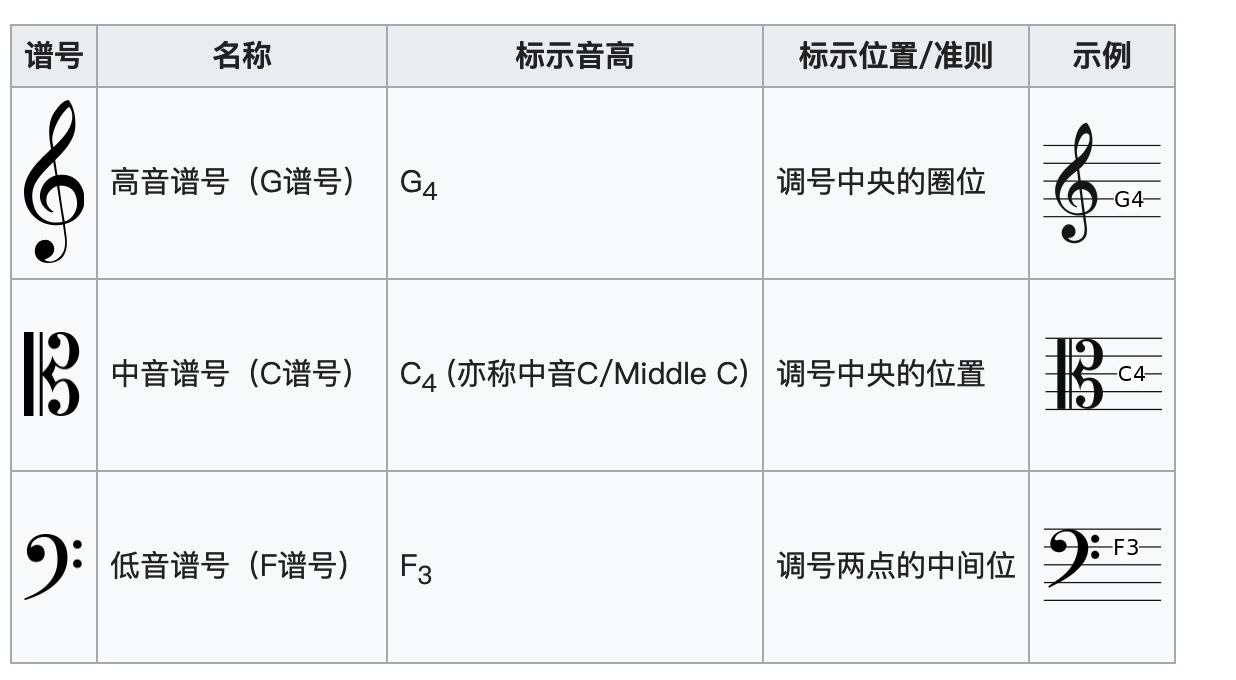 谱号 名称 标示音高 标示位置/准则 示例
高音谱号（G谱号） G₄ 调号中央的圈位 G4
中音谱号（C谱号） C₄ (亦称中音C/Middle C) 调号中央的位置 C4
低音谱号（F谱号） F₃ 调号两点的中间位 F3